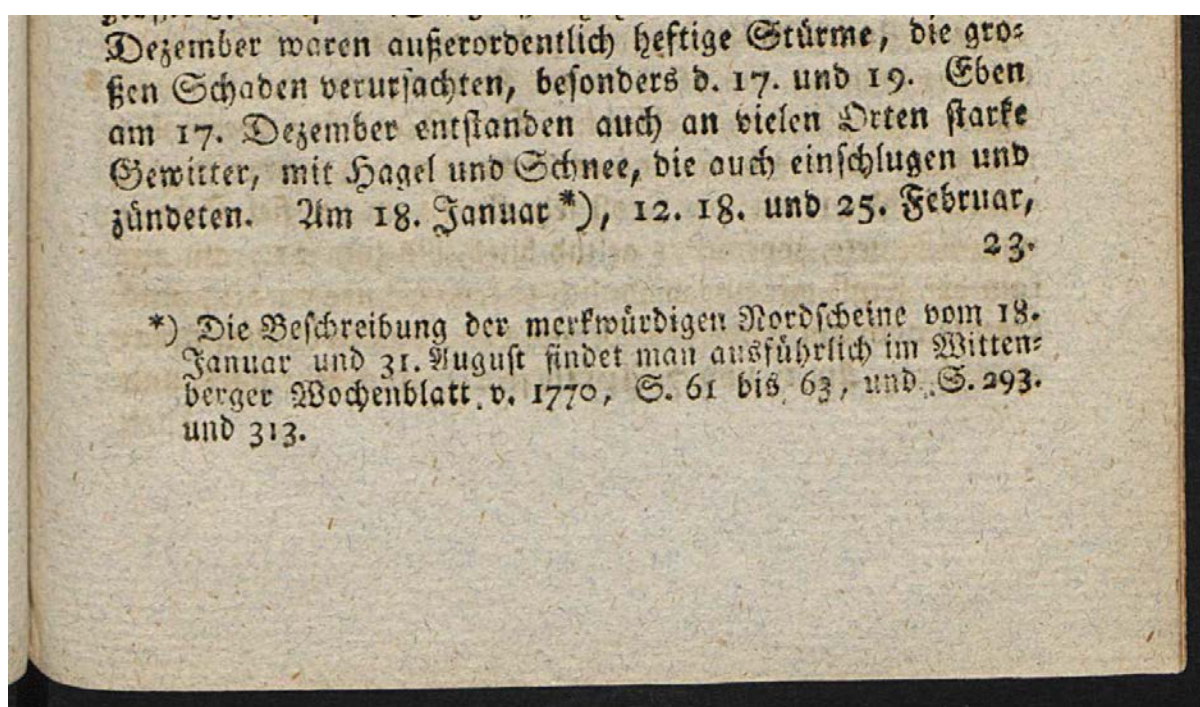 Dezember waren außerordentlich heftige Stürme, die gro-
ßen Schaden verursachten, besonders d. 17. und 19. Eben
am 17. Dezember entstanden auch an vielen Orten starke
Gewitter, mit Hagel und Schnee, die auch einschlugen und
zündeten. Am 18. Januar *), 12. 18. und 25. Februar,
23.
*) Die Beschreibung der merkwürdigen Nordscheine vom 18.
Januar und 31. August findet man ausführlich im Witten-
berger Wochenblatt v. 1770, S. 61 bis 63, und S. 293.
und 313.